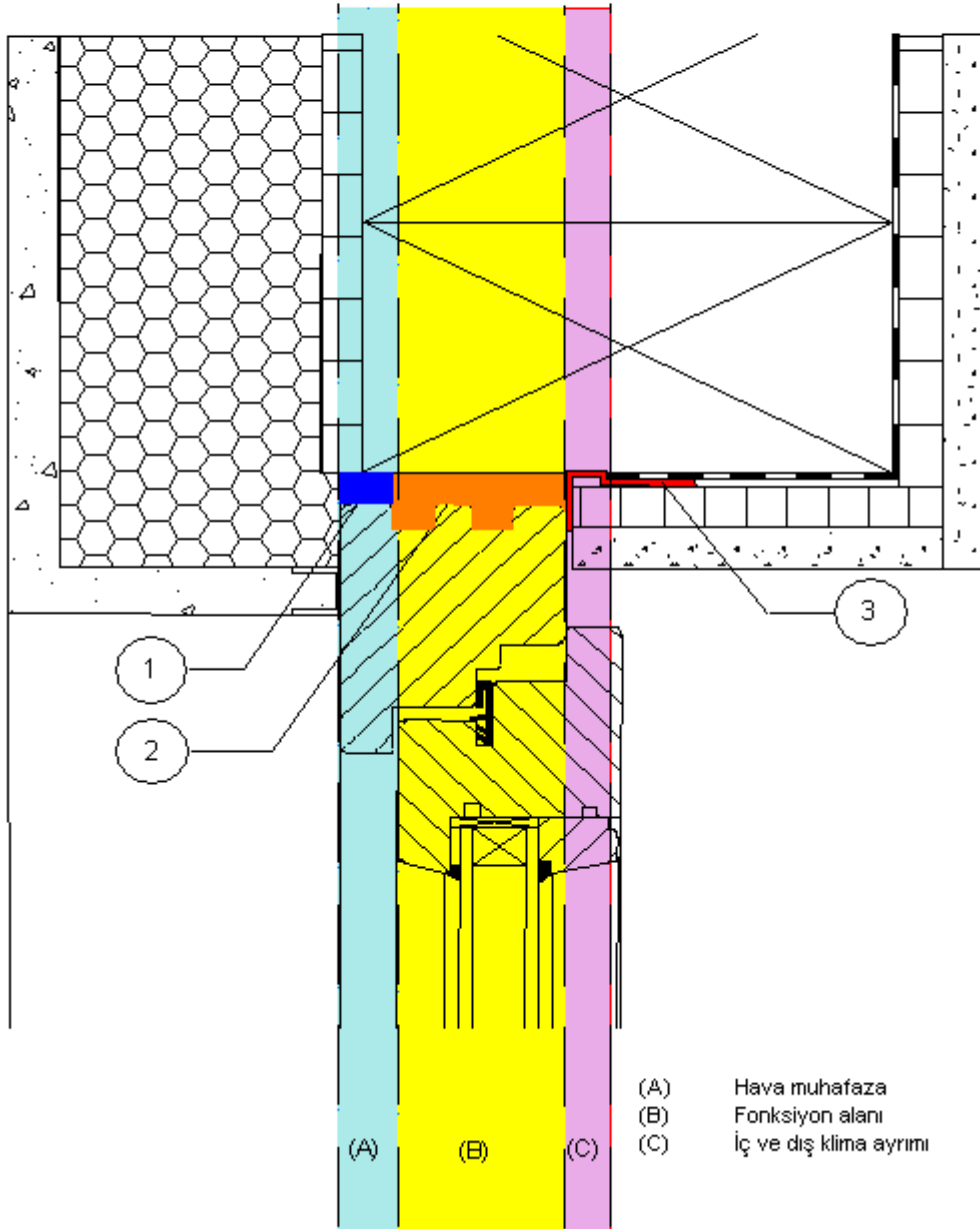 3
1
2
(A) Hava muhafaza
(B) Fonksiyon alanı
(C) İç ve dış klima ayrımı
(A) (B) (C)